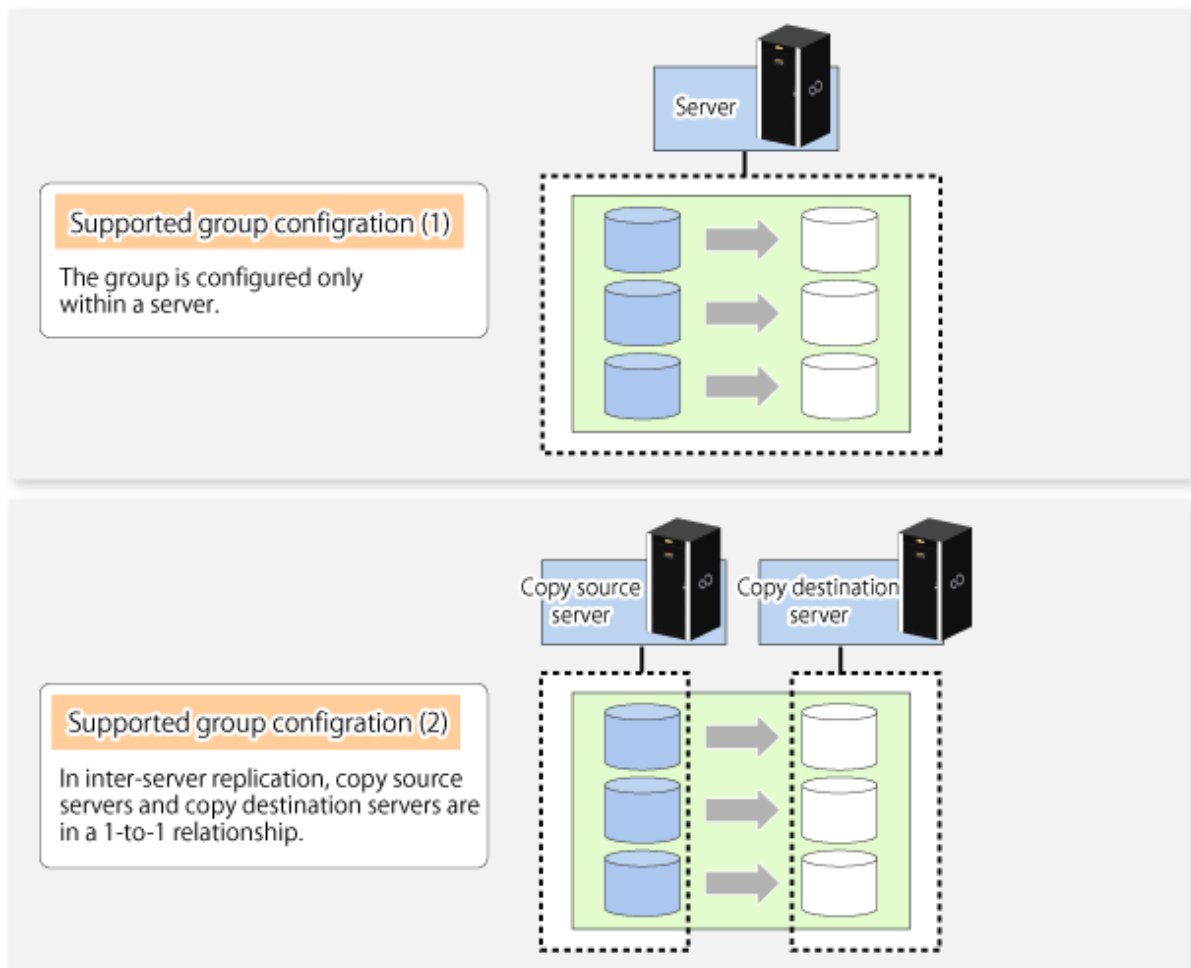 Server
Supported group configration (1)
The group is configured only
within a server.
Copy source
server
Copy destination
server
Supported group configration (2)
In inter-server replication, copy source
servers and copy destination servers are
in a 1-to-1 relationship.